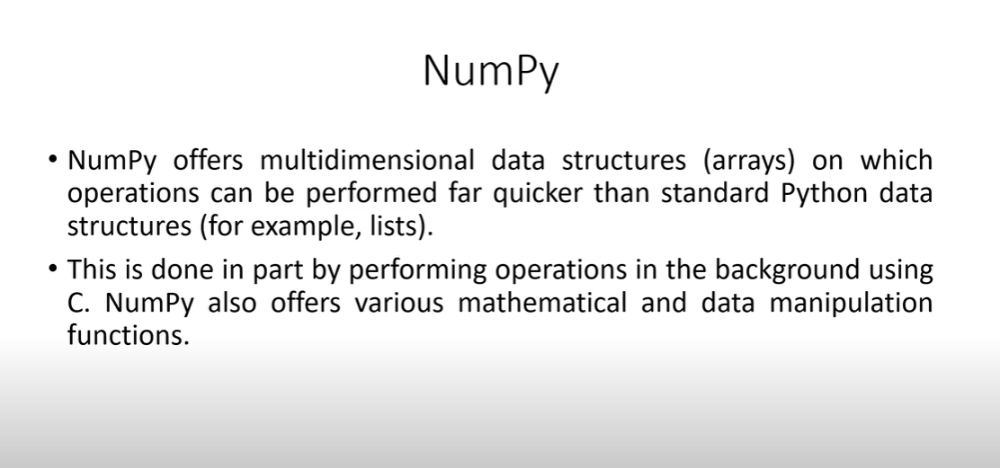 NumPy
• NumPy offers multidimensional data structures (arrays) on which
operations can be performed far quicker than standard Python data
structures (for example, lists).
• This is done in part by performing operations in the background using
C. NumPy also offers various mathematical and data manipulation
functions.